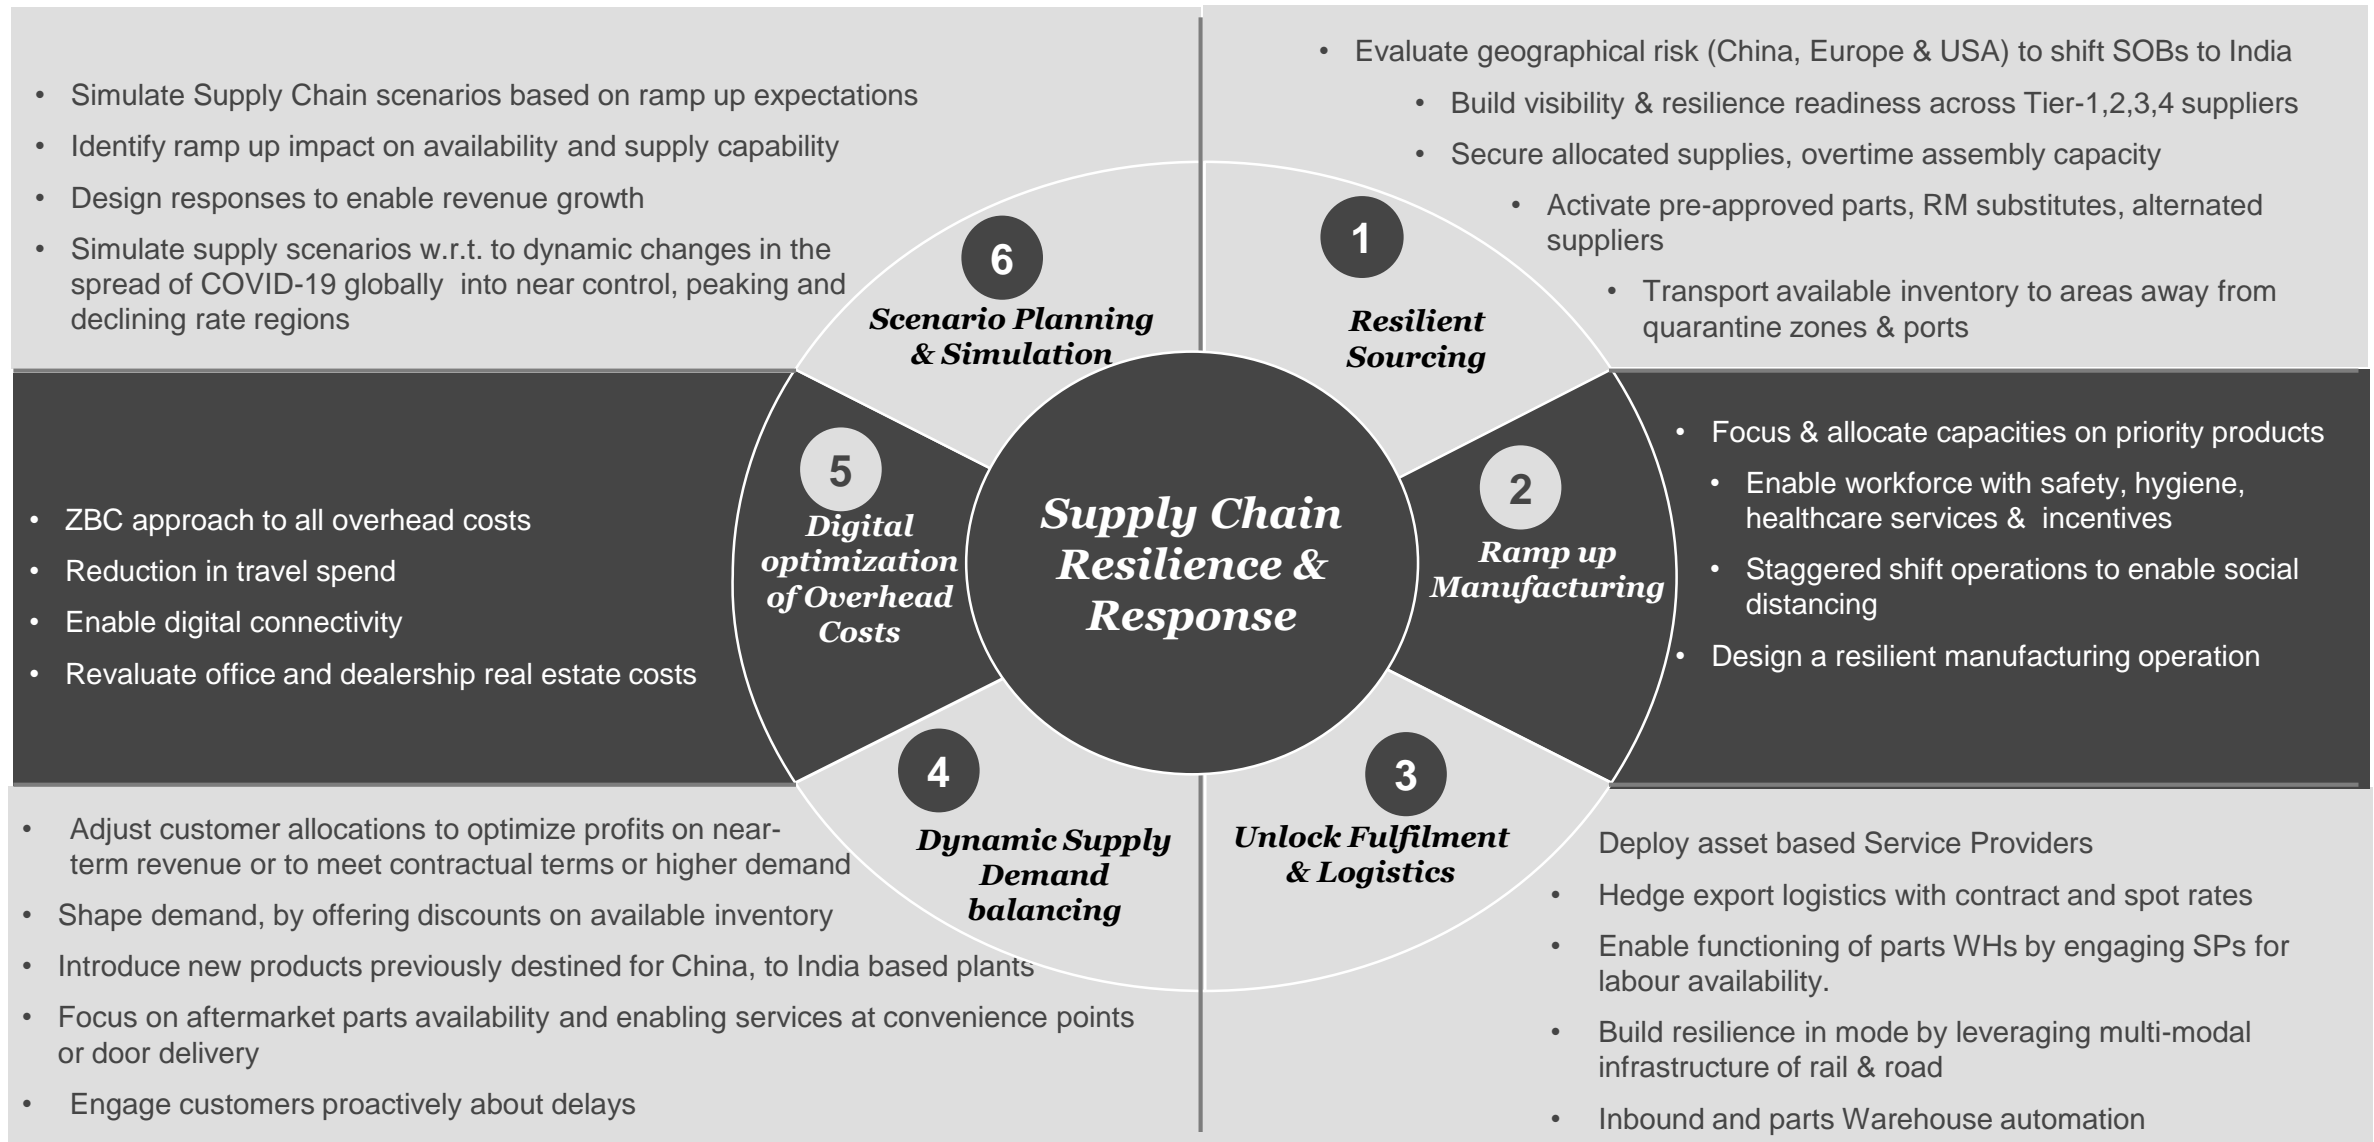 • Simulate Supply Chain scenarios based on ramp up expectations
• Identify ramp up impact on availability and supply capability
• Design responses to enable revenue growth
• Simulate supply scenarios w.r.t. to dynamic changes in the
spread of COVID-19 globally  into near control, peaking and
declining rate regions
6
Scenario Planning
& Simulation
• Evaluate geographical risk (China, Europe & USA) to shift SOBs to India
• Build visibility & resilience readiness across Tier-1,2,3,4 suppliers
• Secure allocated supplies, overtime assembly capacity
• Activate pre-approved parts, RM substitutes, alternated
suppliers
• Transport available inventory to areas away from
quarantine zones & ports
1
Resilient
Sourcing
• ZBC approach to all overhead costs
• Reduction in travel spend
• Enable digital connectivity
• Revaluate office and dealership real estate costs
5
Digital
optimization
of Overhead
Costs
Supply Chain
Resilience &
Response
2
Ramp up
Manufacturing
• Focus & allocate capacities on priority products
• Enable workforce with safety, hygiene,
healthcare services &  incentives
• Staggered shift operations to enable social
distancing
• Design a resilient manufacturing operation
• Adjust customer allocations to optimize profits on near-
term revenue or to meet contractual terms or higher demand
• Shape demand, by offering discounts on available inventory
• Introduce new products previously destined for China, to India based plants
• Focus on aftermarket parts availability and enabling services at convenience points
or door delivery
• Engage customers proactively about delays
4
Dynamic Supply
Demand
balancing
3
Unlock Fulfilment
& Logistics
Deploy asset based Service Providers
• Hedge export logistics with contract and spot rates
• Enable functioning of parts WHs by engaging SPs for
labour availability.
• Build resilience in mode by leveraging multi-modal
infrastructure of rail & road
• Inbound and parts Warehouse automation